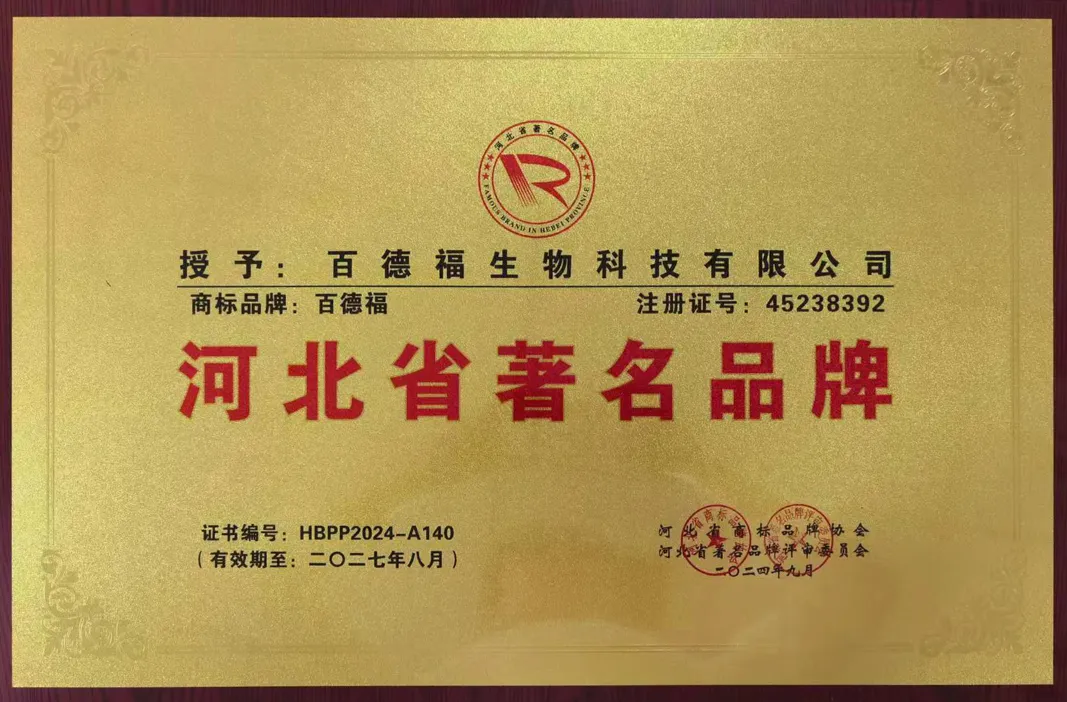 河北省著名品牌
FAMOUS BRAND IN HEBEI PROVINCE
授予：百德福生物科技有限公司
商标品牌：百德福 注册证号：45238392
河北省著名品牌
证书编号：HBPP2024-A140
（有效期至：二〇二七年八月）
河北省商标品牌协会
河北省著名品牌评审委员会
二〇二四年九月